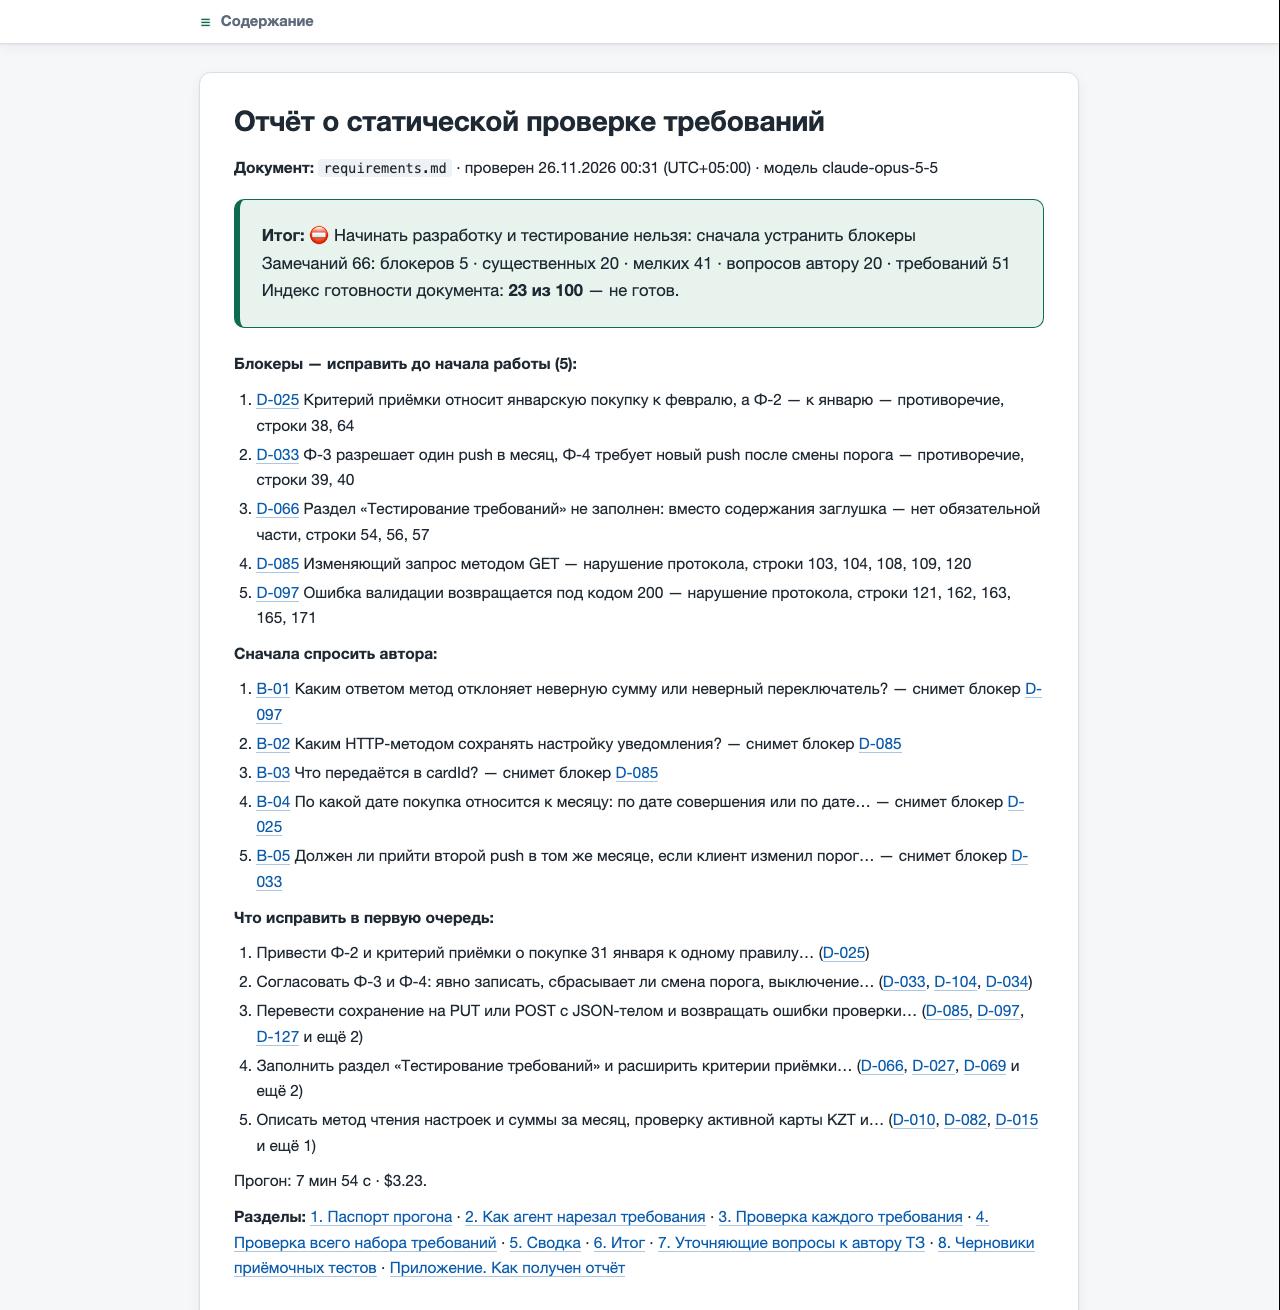 ≡ Содержание
Отчёт о статической проверке требований
Документ: requirements.md · проверен 26.11.2026 00:31 (UTC+05:00) · модель claude-opus-5-5
Итог: ⛔ Начинать разработку и тестирование нельзя: сначала устранить блокеры
Замечаний 66: блокеров 5 · существенных 20 · мелких 41 · вопросов автору 20 · требований 51
Индекс готовности документа: 23 из 100 — не готов.
Блокеры — исправить до начала работы (5):
1. D-025 Критерий приёмки относит январскую покупку к февралю, а Ф-2 — к январю — противоречие,
строки 38, 64
2. D-033 Ф-3 разрешает один push в месяц, Ф-4 требует новый push после смены порога — противоречие,
строки 39, 40
3. D-066 Раздел «Тестирование требований» не заполнен: вместо содержания заглушка — нет обязательной
части, строки 54, 56, 57
4. D-085 Изменяющий запрос методом GET — нарушение протокола, строки 103, 104, 108, 109, 120
5. D-097 Ошибка валидации возвращается под кодом 200 — нарушение протокола, строки 121, 162, 163,
165, 171
Сначала спросить автора:
1. B-01 Каким ответом метод отклоняет неверную сумму или неверный переключатель? — снимет блокер D-
097
2. B-02 Каким HTTP-методом сохранять настройку уведомления? — снимет блокер D-085
3. B-03 Что передаётся в cardId? — снимет блокер D-085
4. B-04 По какой дате покупка относится к месяцу: по дате совершения или по дате… — снимет блокер D-
025
5. B-05 Должен ли прийти второй push в том же месяце, если клиент изменил порог… — снимет блокер D-
033
Что исправить в первую очередь:
1. Привести Ф-2 и критерий приёмки о покупке 31 января к одному правилу… (D-025)
2. Согласовать Ф-3 и Ф-4: явно записать, сбрасывает ли смена порога, выключение… (D-033, D-104, D-034)
3. Перевести сохранение на PUT или POST с JSON-телом и возвращать ошибки проверки… (D-085, D-097,
D-127 и ещё 2)
4. Заполнить раздел «Тестирование требований» и расширить критерии приёмки… (D-066, D-027, D-069 и
ещё 2)
5. Описать метод чтения настроек и суммы за месяц, проверку активной карты KZT и… (D-010, D-082, D-015
и ещё 1)
Прогон: 7 мин 54 с · $3.23.
Разделы: 1. Паспорт прогона · 2. Как агент нарезал требования · 3. Проверка каждого требования · 4.
Проверка всего набора требований · 5. Сводка · 6. Итог · 7. Уточняющие вопросы к автору ТЗ · 8. Черновики
приёмочных тестов · Приложение. Как получен отчёт